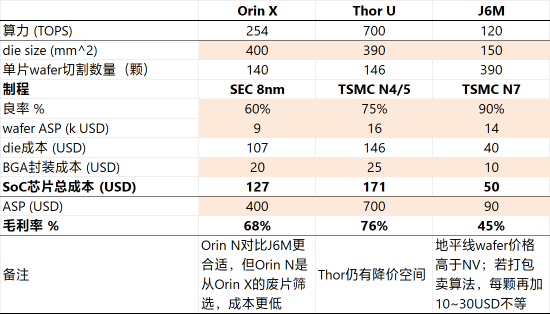 Orin X Thor U J6M
算力 (TOPS) 254 700 120
die size (mm^2) 400 390 150
单片wafer切割数量（颗） 140 146 390
制程 SEC 8nm TSMC N4/5 TSMC N7
良率 % 60% 75% 90%
wafer ASP (k USD) 9 16 14
die成本 (USD) 107 146 40
BGA封装成本 (USD) 20 25 10
SoC芯片总成本 (USD) 127 171 50
ASP (USD) 400 700 90
毛利率 % 68% 76% 45%
备注
Orin N对比J6M更
合适，但Orin N是
从Orin X的废片筛
选，成本更低
Thor仍有降价空间
地平线wafer价格
高于NV；若打包
卖算法，每颗再加
10~30USD不等